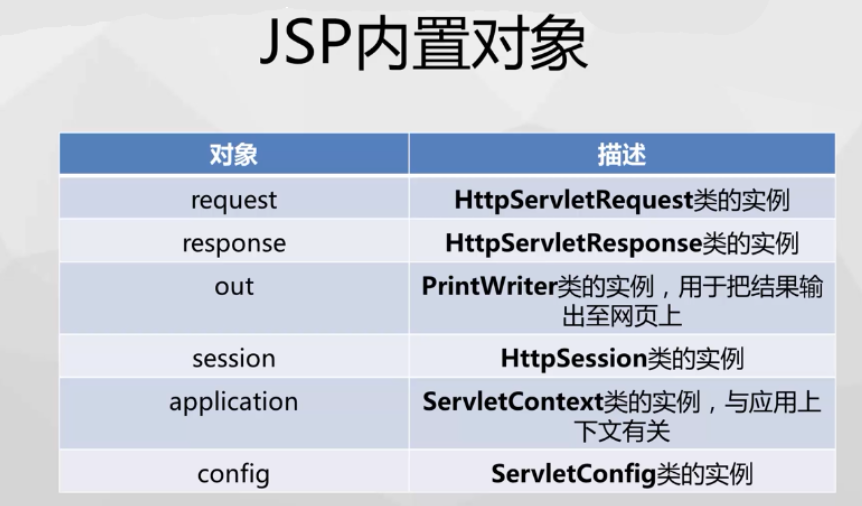 JSP内置对象
对象 描述
request HttpServletRequest类的实例
response HttpServletResponse类的实例
out PrintWriter类的实例，用于把结果输
出至网页上
session HttpSession类的实例
application ServletContext类的实例，与应用上
下文有关
config ServletConfig类的实例